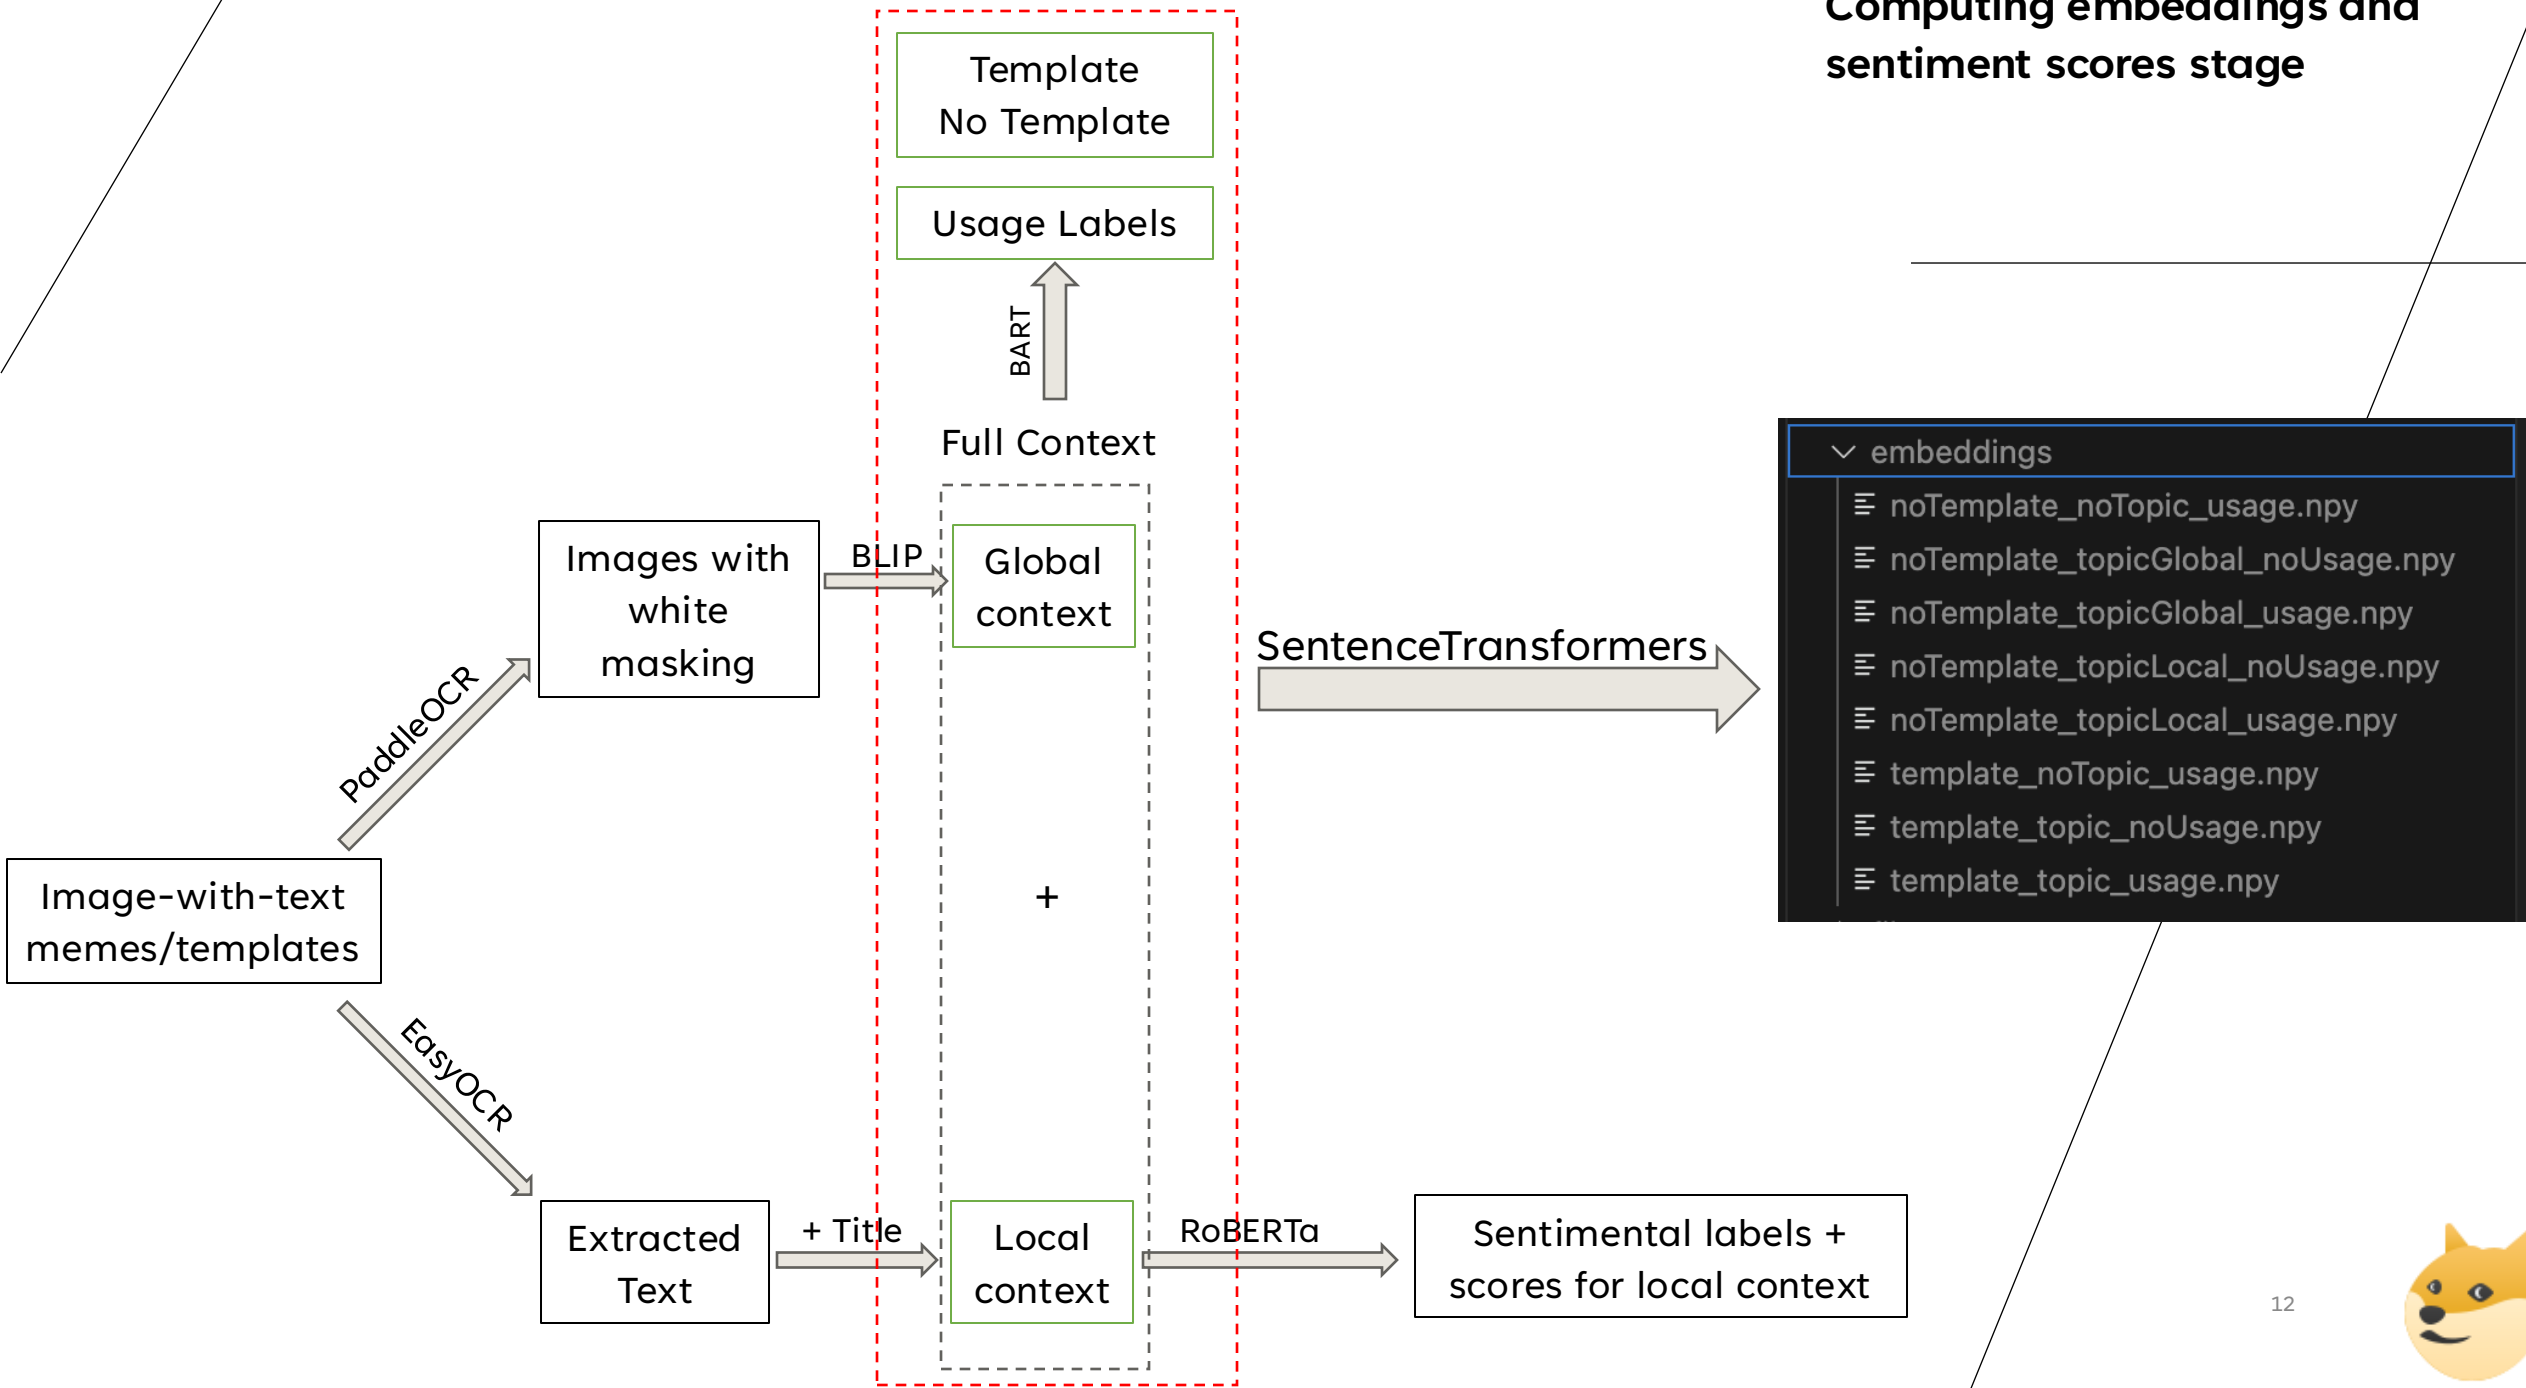 Computing embeddings and
sentiment scores stage
Template
No Template
Usage Labels
BART
Full Context
Images with
white
masking
BLIP
Global
context
PaddleOCR
SentenceTransformers
Image-with-text
memes/templates
+
EasyOCR
Extracted
Text
+ Title
Local
context
RoBERTa
Sentimental labels +
scores for local context
embeddings
noTemplate_noTopic_usage.npy
noTemplate_topicGlobal_noUsage.npy
noTemplate_topicGlobal_usage.npy
noTemplate_topicLocal_noUsage.npy
noTemplate_topicLocal_usage.npy
template_noTopic_usage.npy
template_topic_noUsage.npy
template_topic_usage.npy
12